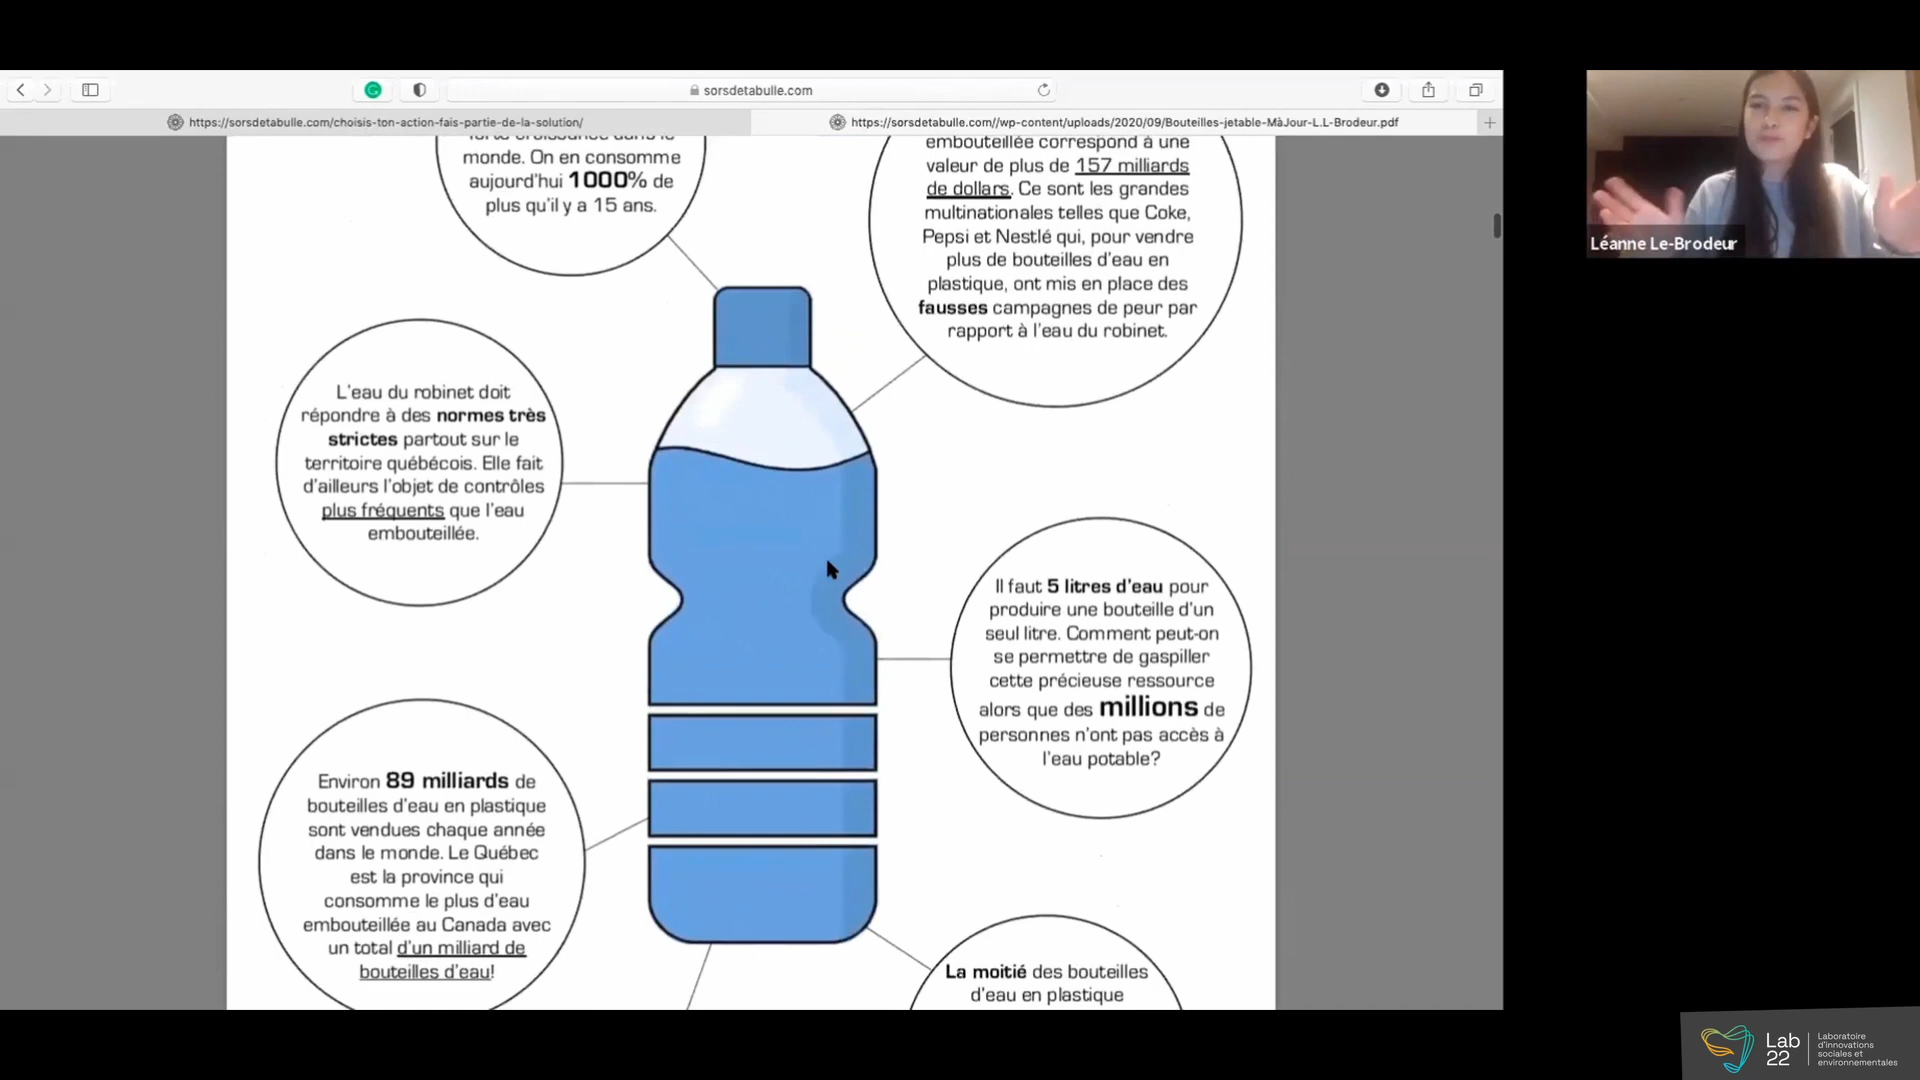 sorsdetabulle.com
https://sorsdetabulle.com/choisis-ton-action-fais-partie-de-la-solution/
https://sorsdetabulle.com//wp-content/uploads/2020/09/Bouteilles-jetable-MàJour-L.L-Brodeur.pdf
forte croissance dans le
monde. On en consomme
aujourd'hui 1000% de
plus qu'il y a 15 ans.
embouteillée correspond à une
valeur de plus de 157 milliards
de dollars. Ce sont les grandes
multinationales telles que Coke,
Pepsi et Nestlé qui, pour vendre
plus de bouteilles d'eau en
plastique, ont mis en place des
fausses campagnes de peur par
rapport à l'eau du robinet.
L'eau du robinet doit
répondre à des normes très
strictes partout sur le
territoire québécois. Elle fait
d'ailleurs l'objet de contrôles
plus fréquents que l'eau
embouteillée.
Il faut 5 litres d'eau pour
produire une bouteille d'un
seul litre. Comment peut-on
se permettre de gaspiller
cette précieuse ressource
alors que des millions de
personnes n'ont pas accès à
l'eau potable?
Environ 89 milliards de
bouteilles d'eau en plastique
sont vendues chaque année
dans le monde. Le Québec
est la province qui
consomme le plus d'eau
embouteillée au Canada avec
un total d'un milliard de
bouteilles d'eau!
La moitié des bouteilles
d'eau en plastique
Léanne Le-Brodeur
Lab
22
Laboratoire
d'innovations
sociales et
environnementales